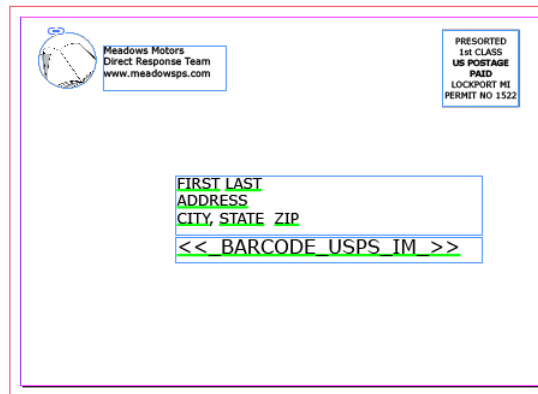 Meadows Motors
Direct Response Team
www.meadowsps.com
PRESORTED
1st CLASS
US POSTAGE
PAID
LOCKPORT MI
PERMIT NO 1522
FIRST LAST
ADDRESS
CITY, STATE ZIP
<<_BARCODE_USPS_IM_>>